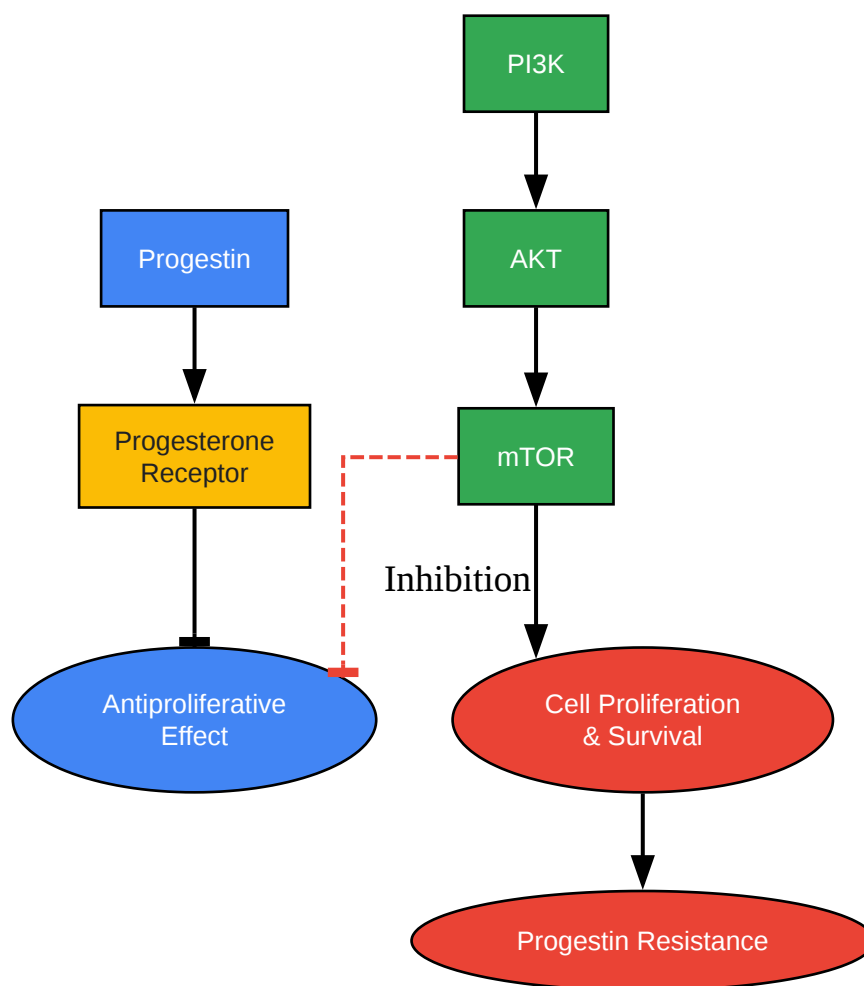 PI3K
Progestin
AKT
Progesterone
Receptor
mTOR
Inhibition
Antiproliferative
Effect
Cell Proliferation
& Survival
Progestin Resistance